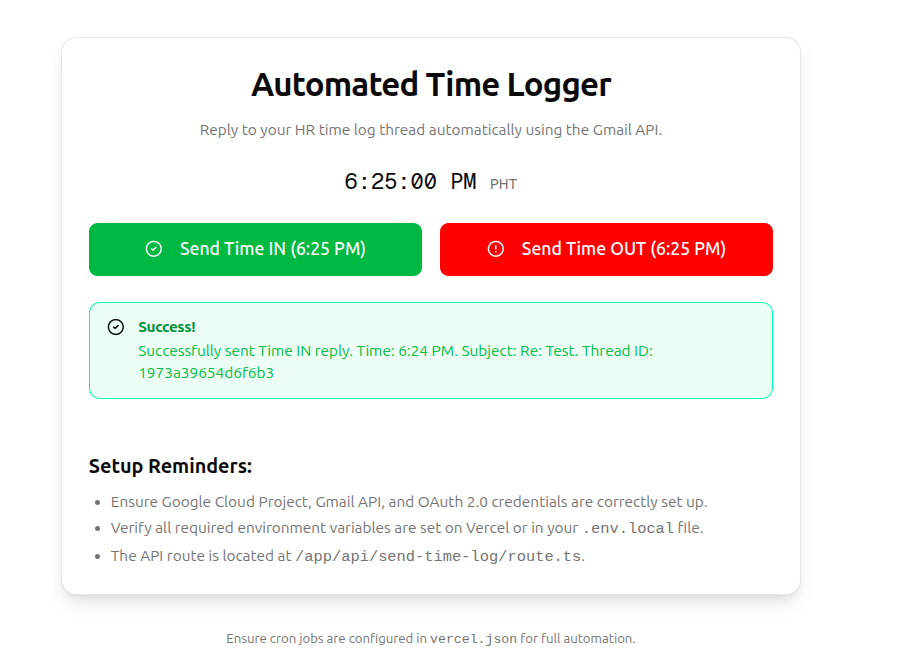 Automated Time Logger
Reply to your HR time log thread automatically using the Gmail API.
6:25:00 PM PHT
Send Time IN (6:25 PM)
Send Time OUT (6:25 PM)
Success!
Successfully sent Time IN reply. Time: 6:24 PM. Subject: Re: Test. Thread ID:
1973a39654d6f6b3
Setup Reminders:
• Ensure Google Cloud Project, Gmail API, and OAuth 2.0 credentials are correctly set up.
• Verify all required environment variables are set on Vercel or in your .env.local file.
• The API route is located at /app/api/send-time-log/route.ts.
Ensure cron jobs are configured in vercel.json for full automation.